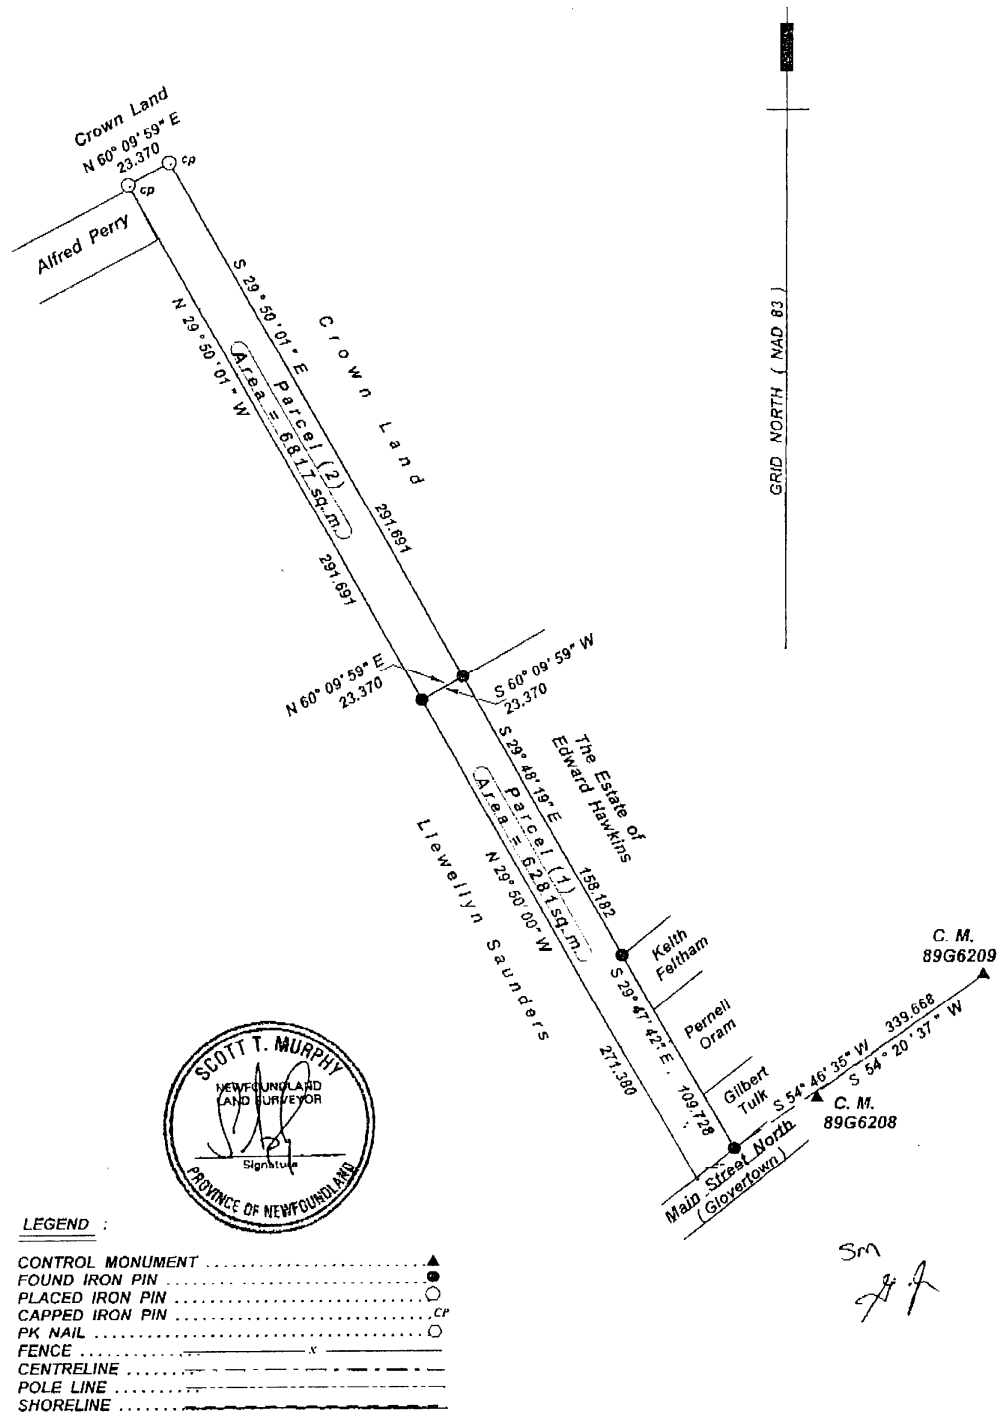 Crown Land
N 60° 09' 59" E
23.370
cp
cp
Alfred Perry
S 29° 50' 01" E
N 29° 50' 01" W
Crown Land
Parcel (2)
Area = 6817 sq. m.
291.691
291.691
GRID NORTH ( NAD 83 )
N 60° 09' 59" E
23.370
S 60° 09' 59" W
23.370
S 29° 48' 19" E
The Estate of
Edward Hawkins
Parcel (1)
Area = 6281 sq. m.
N 29° 50' 00" W
158.182
Llewellyn Saunders
Keith
Feltham
C. M.
89G6209
S 29° 47' 42" E.
Pernell
Oram
339.668
S 54° 20' 37" W
S 54° 46' 35" W
271.380
109.728
Gilbert
Tulk
C. M.
89G6208
Main Street North
(Glovertown)
SCOTT T. MURPHY
NEWFOUNDLAND
LAND SURVEYOR
Signature
PROVINCE OF NEWFOUNDLAND
LEGEND :
CONTROL MONUMENT
FOUND IRON PIN
PLACED IRON PIN
CAPPED IRON PIN CP
PK NAIL
FENCE x
CENTRELINE
POLE LINE
SHORELINE
SM